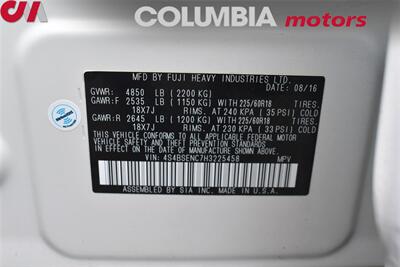 COLUMBIA motors
MFD BY FUJI HEAVY INDUSTRIES LTD. 08/16
GVWR: 4850 LB (2200 KG)
GAWR:F 2535 LB (1150 KG) WITH 225/60R18 TIRES,
18X7J RIMS, AT 240 KPA ( 35 PSI) COLD
GAWR:R 2645 LB (1200 KG) WITH 225/60R18 TIRES,
18X7J RIMS, AT 230 KPA ( 33 PSI) COLD
THIS VEHICLE CONFORMS TO ALL APPLICABLE FEDERAL MOTOR
VEHICLE SAFETY, BUMPER, AND THEFT PREVENTION STANDARDS
IN EFFECT ON THE DATE OF MANUFACTURE SHOWN ABOVE.
VIN: 4S4BSENC7H3225458 MPV
ASSEMBLED BY SIA INC. IN U.S.A.